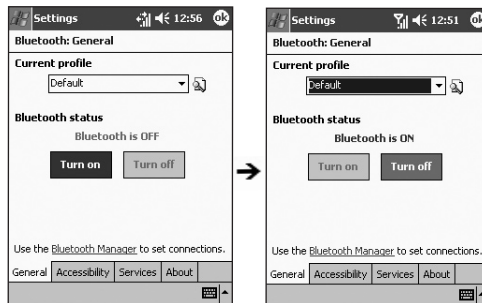 Settings 12:56 ok
Bluetooth: General
Current profile
Default
Bluetooth status
Bluetooth is OFF
Turn on Turn off
Use the Bluetooth Manager to set connections.
General Accessibility Services About
Settings 12:51 ok
Bluetooth: General
Current profile
Default
Bluetooth status
Bluetooth is ON
Turn on Turn off
Use the Bluetooth Manager to set connections.
General Accessibility Services About